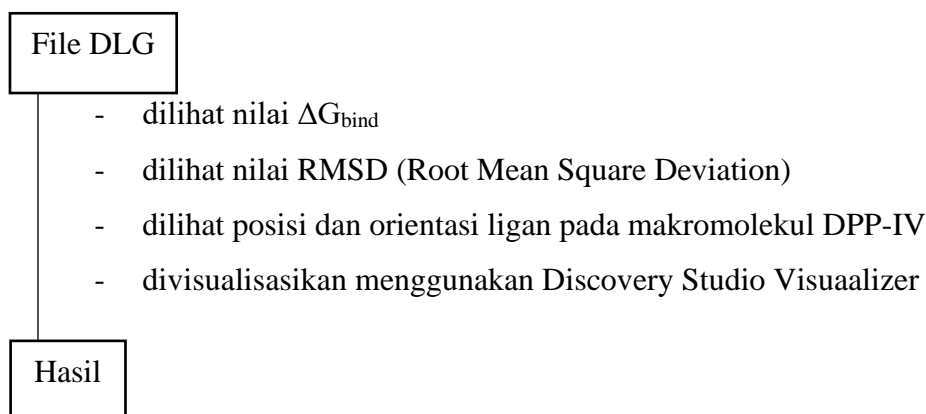 File DLG
- dilihat nilai ΔGbind
- dilihat nilai RMSD (Root Mean Square Deviation)
- dilihat posisi dan orientasi ligan pada makromolekul DPP-IV
- divisualisasikan menggunakan Discovery Studio Visuaalizer
Hasil